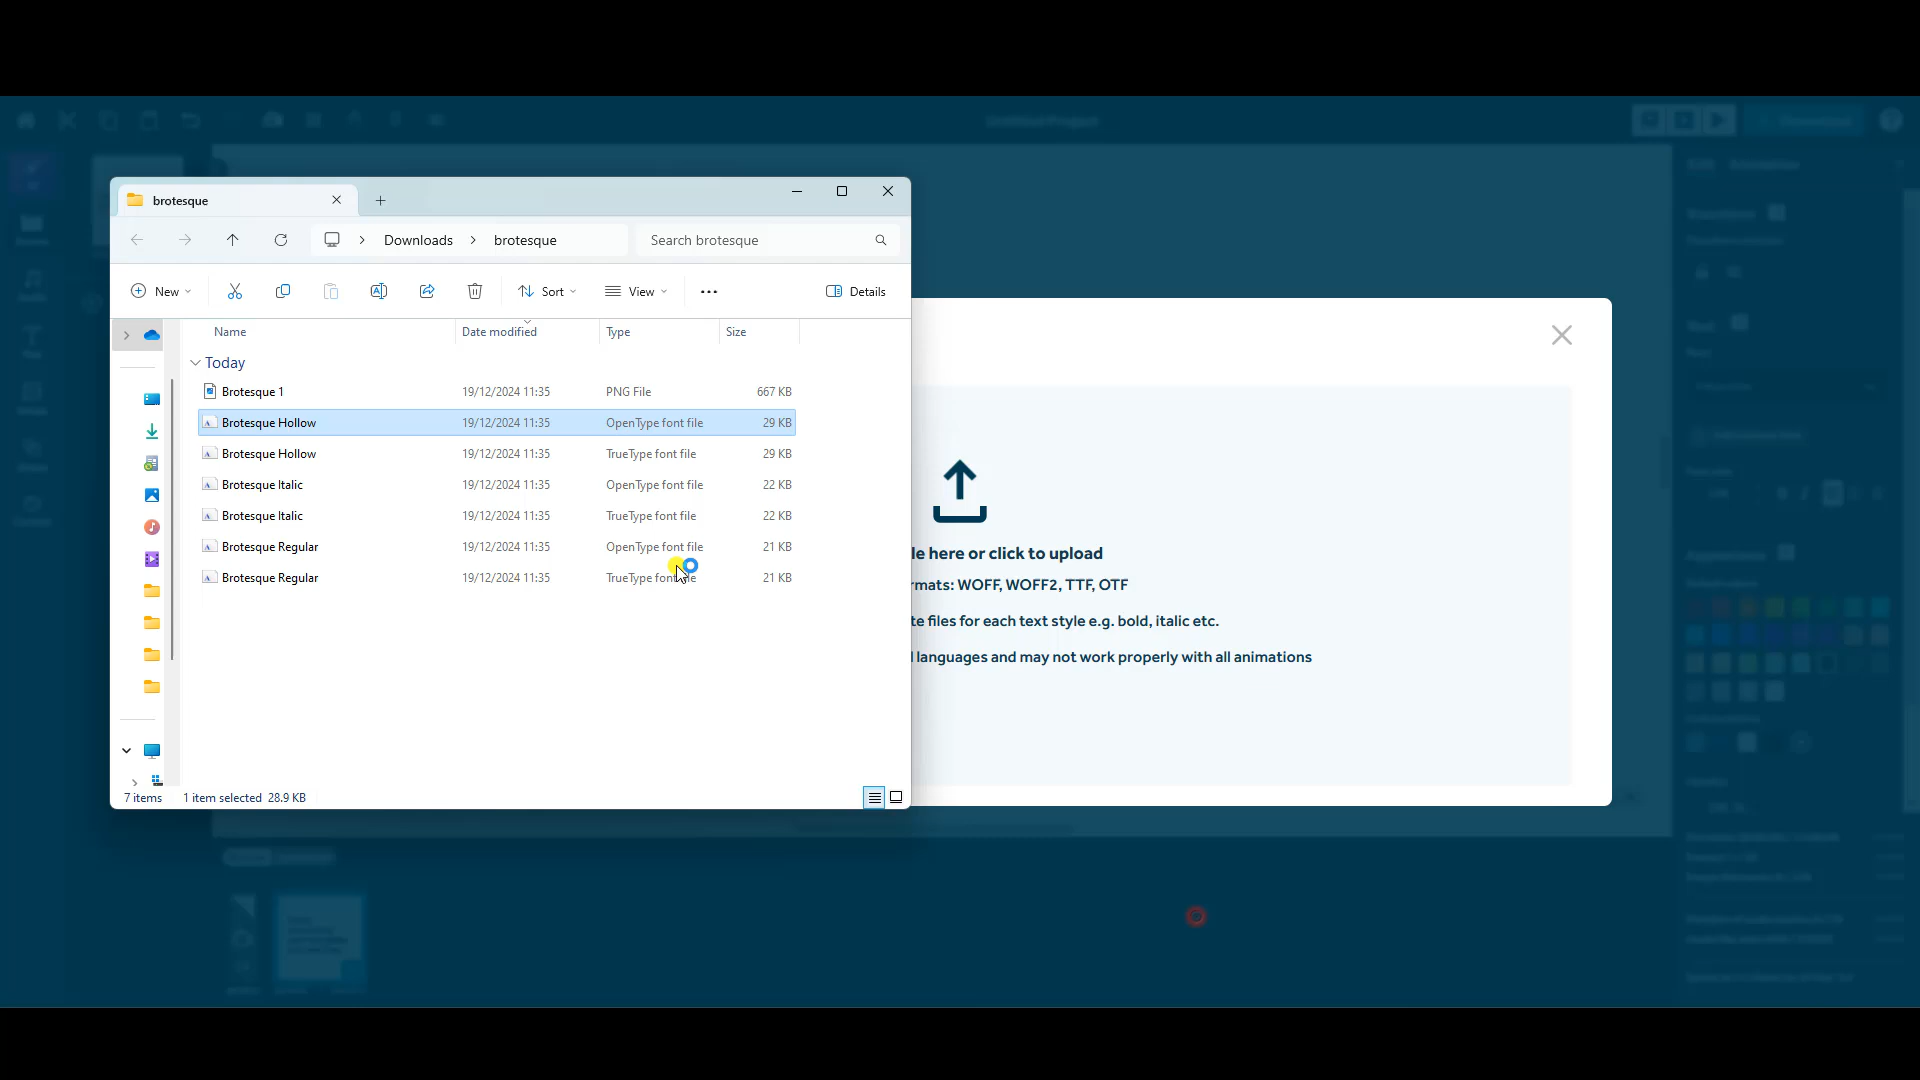 brotesque
Downloads > brotesque
Search brotesque
New
Sort
View
Details
Name Date modified Type Size
Today
Brotesque 1 19/12/2024 11:35 PNG File 667 KB
Brotesque Hollow 19/12/2024 11:35 OpenType font file 29 KB
Brotesque Hollow 19/12/2024 11:35 TrueType font file 29 KB
Brotesque Italic 19/12/2024 11:35 OpenType font file 22 KB
Brotesque Italic 19/12/2024 11:35 TrueType font file 22 KB
Brotesque Regular 19/12/2024 11:35 OpenType font file 21 KB
Brotesque Regular 19/12/2024 11:35 TrueType font file 21 KB
7 items 1 item selected 28.9 KB
le here or click to upload
rmats: WOFF, WOFF2, TTF, OTF
te files for each text style e.g. bold, italic etc.
l languages and may not work properly with all animations